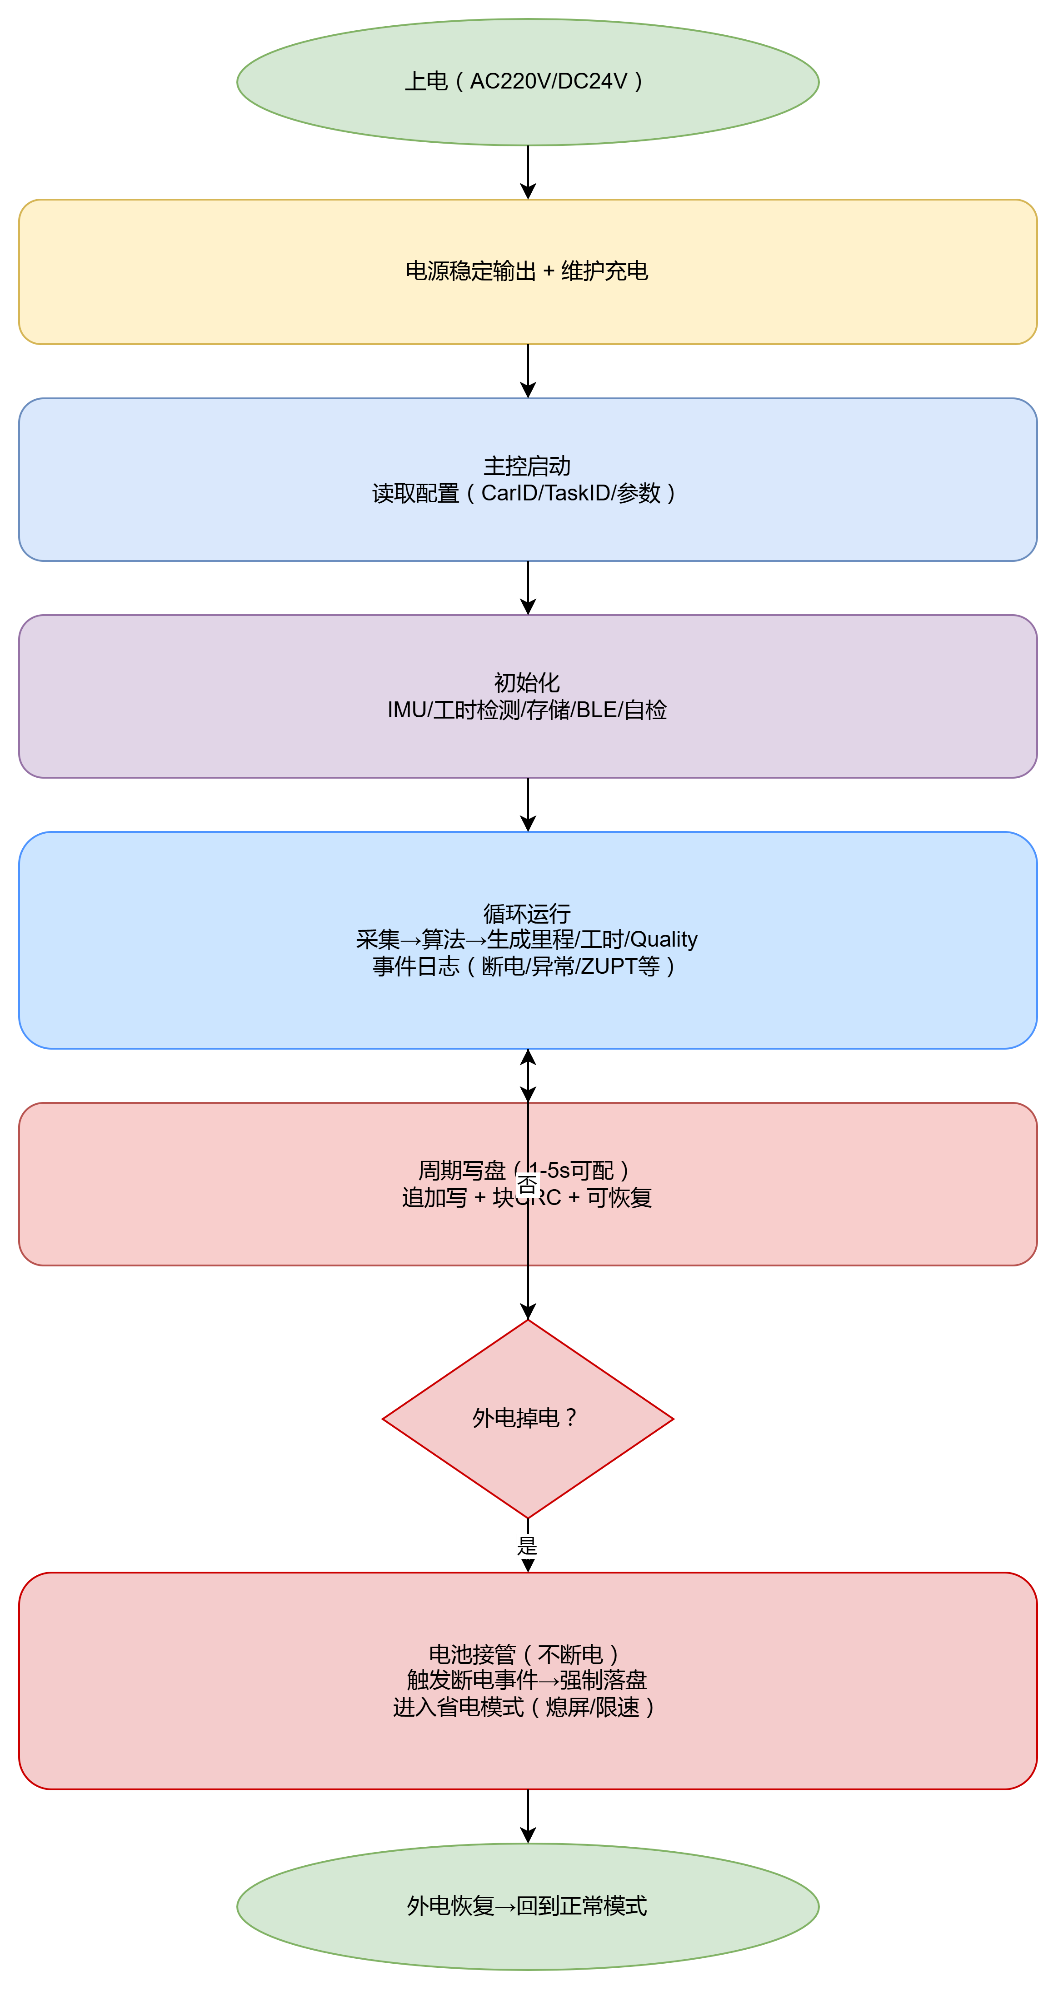 上电（AC220V/DC24V）
电源稳定输出 + 维护充电
主控启动
读取配置（CarID/TaskID/参数）
初始化
IMU/工时检测/存储/BLE/自检
循环运行
采集→算法→生成里程/工时/Quality
事件日志（断电/异常/ZUPT等）
周期写盘（1-5s可配）
否
追加写 + 块CRC + 可恢复
外电掉电？
是
电池接管（不断电）
触发断电事件→强制落盘
进入省电模式（熄屏/限速）
外电恢复→回到正常模式